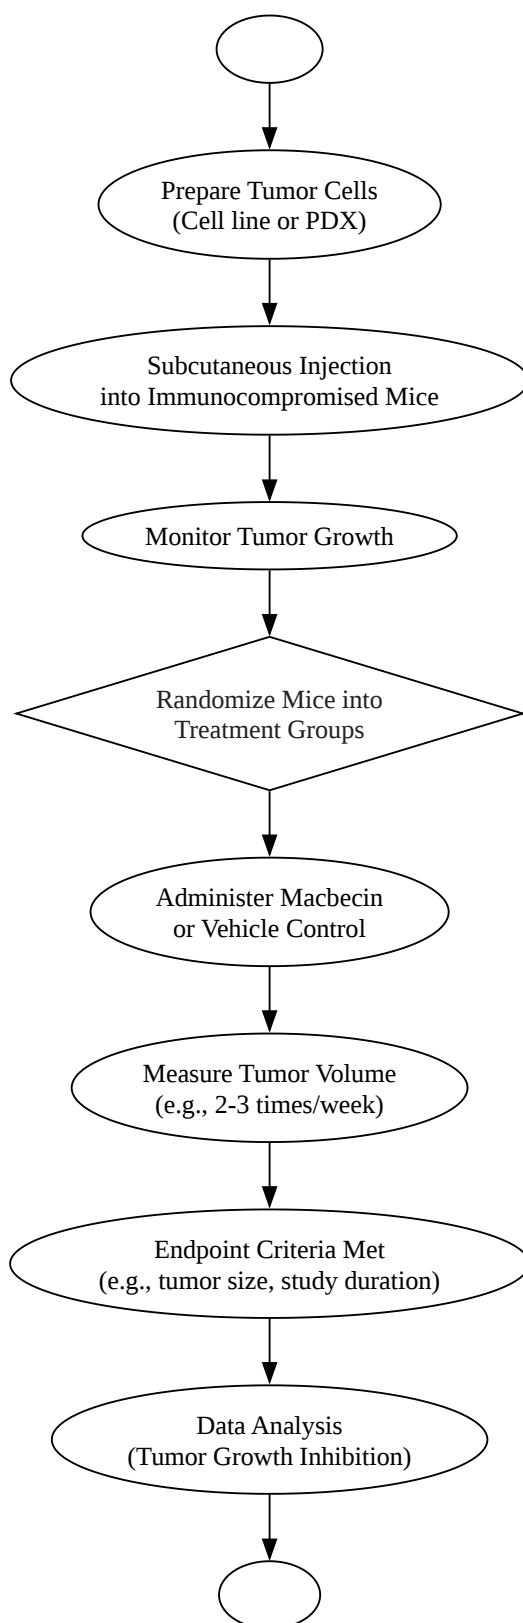 Prepare Tumor Cells
(Cell line or PDX)
Subcutaneous Injection
into Immunocompromised Mice
Monitor Tumor Growth
Randomize Mice into
Treatment Groups
Administer Macbecin
or Vehicle Control
Measure Tumor Volume
(e.g., 2-3 times/week)
Endpoint Criteria Met
(e.g., tumor size, study duration)
Data Analysis
(Tumor Growth Inhibition)